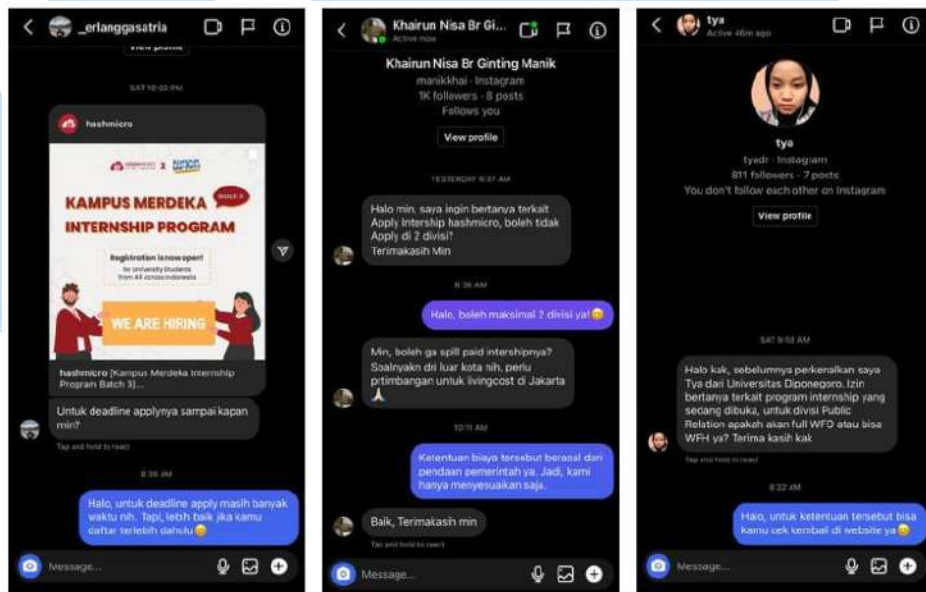 _erlanggasatria
View profile
SAT 10:03 PM
hashmicro
KAMPUS MERDEKA
INTERNSHIP PROGRAM
Registration is now open!
for University Students
from All Across Indonesia
WE ARE HIRING
hashmicro [Kampus Merdeka Internship
Program Batch 3]...
Untuk deadline applynya sampai kapan
min?
Tap and hold to react
8:36 AM
Halo, untuk deadline apply masih banyak
waktu nih. Tapi, lebih baik jika kamu
daftar terlebih dahulu😊
Message...
Khairun Nisa Br Gi...
Active now
Khairun Nisa Br Ginting Manik
manikkhai · Instagram
1K followers · 8 posts
Follows you
View profile
YESTERDAY 6:37 AM
Halo min, saya ingin bertanya terkait
Apply Intership hashmicro, boleh tidak
Apply di 2 divisi?
Terimakasih Min
8:36 AM
Halo, boleh maksimal 2 divisi ya!😊
Min, boleh ga spill paid intershipnya?
Soalnyakn dri luar kota nih, perlu
prtimbangan untuk livingcost di Jakarta
🙏
10:11 AM
Ketentuan biaya tersebut berasal dari
pendaan pemerintah ya. Jadi, kami
hanya menyesuaikan saja.
Baik, Terimakasih min
Tap and hold to react
Message...
tya
Active 46m ago
tya
tyadr · Instagram
811 followers · 7 posts
You don't follow each other on Instagram
View profile
SAT 9:53 AM
Halo kak, sebelumnya perkenalkan saya
Tya dari Universitas Diponegoro. Izin
bertanya terkait program internship yang
sedang dibuka, untuk divisi Public
Relation apakah akan full WFO atau bisa
WFH ya? Terima kasih kak
Tap and hold to react
8:32 AM
Halo, untuk ketentuan tersebut bisa
kamu cek kembali di website ya😊
Message...